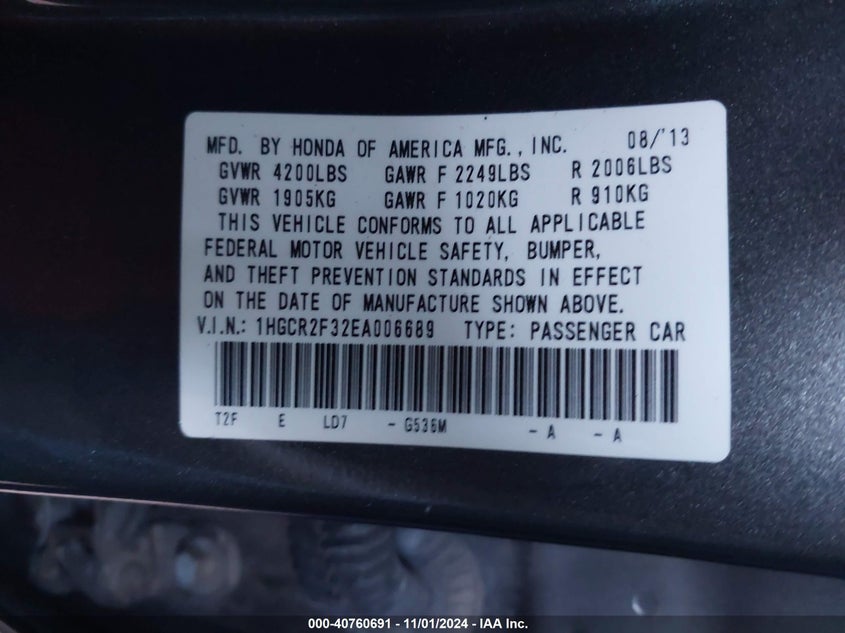 MFD. BY HONDA OF AMERICA MFG., INC. 08/'13
GVWR 4200LBS GAWR F 2249LBS R 2006LBS
GVWR 1905KG GAWR F 1020KG R 910KG
THIS VEHICLE CONFORMS TO ALL APPLICABLE
FEDERAL MOTOR VEHICLE SAFETY, BUMPER,
AND THEFT PREVENTION STANDARDS IN EFFECT
ON THE DATE OF MANUFACTURE SHOWN ABOVE.
V.I.N.: 1HGCR2F32EA006689 TYPE: PASSENGER CAR
T2F E LD7 - G536M - A - A
000-40760691 - 11/01/2024 - IAA Inc.